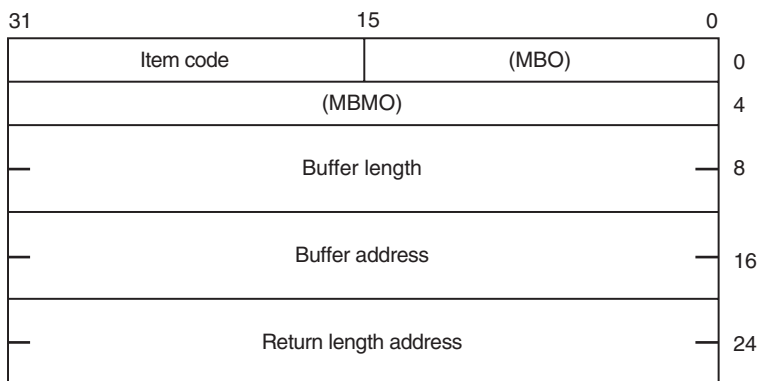 31 15 0
Item code (MBO) 0
(MBMO) 4
Buffer length 8
Buffer address 16
Return length address 24